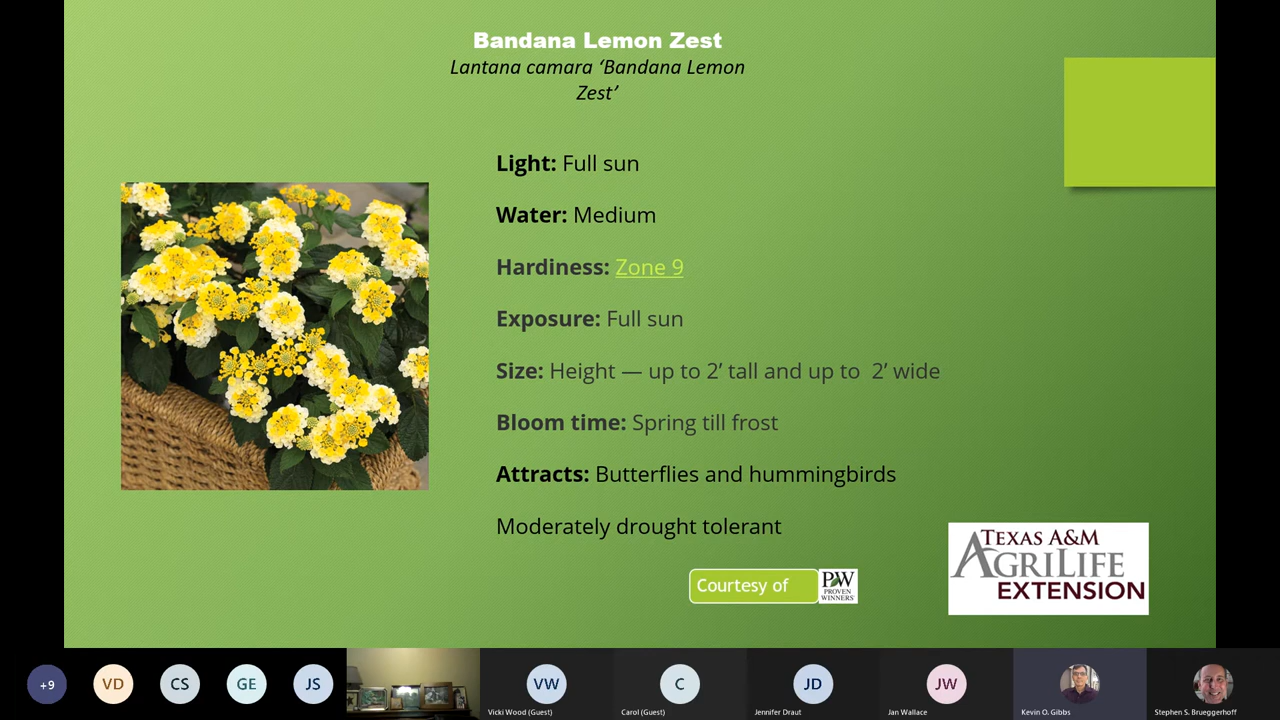 Bandana Lemon Zest
Lantana camara ‘Bandana Lemon
Zest’
Light: Full sun
Water: Medium
Hardiness: Zone 9
Exposure: Full sun
Size: Height — up to 2’ tall and up to  2’ wide
Bloom time: Spring till frost
Attracts: Butterflies and hummingbirds
Moderately drought tolerant
Courtesy of
PW
PROVEN
WINNERS®
TEXAS A&M
AGRILIFE
EXTENSION
+9
VD
CS
GE
JS
VW
Vicki Wood (Guest)
C
Carol (Guest)
JD
Jennifer Draut
JW
Jan Wallace
Kevin O. Gibbs
Stephen S. Brueggerhoff